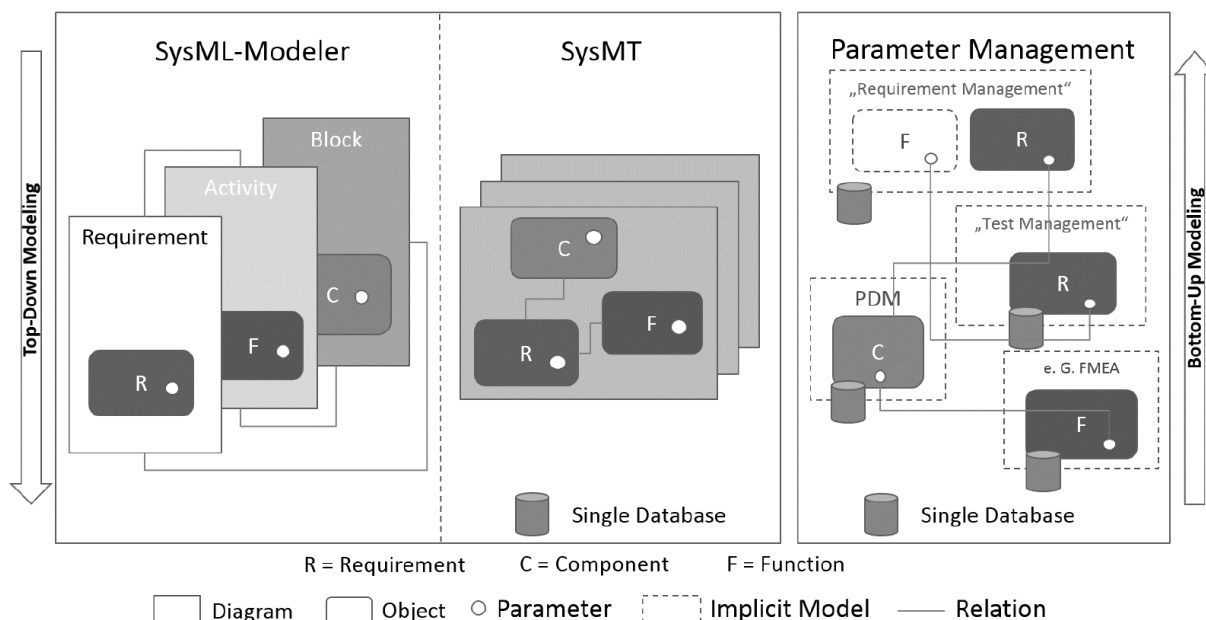 Top-Down Modeling
SysML-Modeler
Block
Activity
Requirement
C
F
R
SysMT
C
F
R
Single Database
Parameter Management
„Requirement Management“
F
R
„Test Management“
R
PDM
C
e. G. FMEA
F
Single Database
Bottom-Up Modeling
R = Requirement C = Component F = Function
Diagram Object Parameter Implicit Model Relation